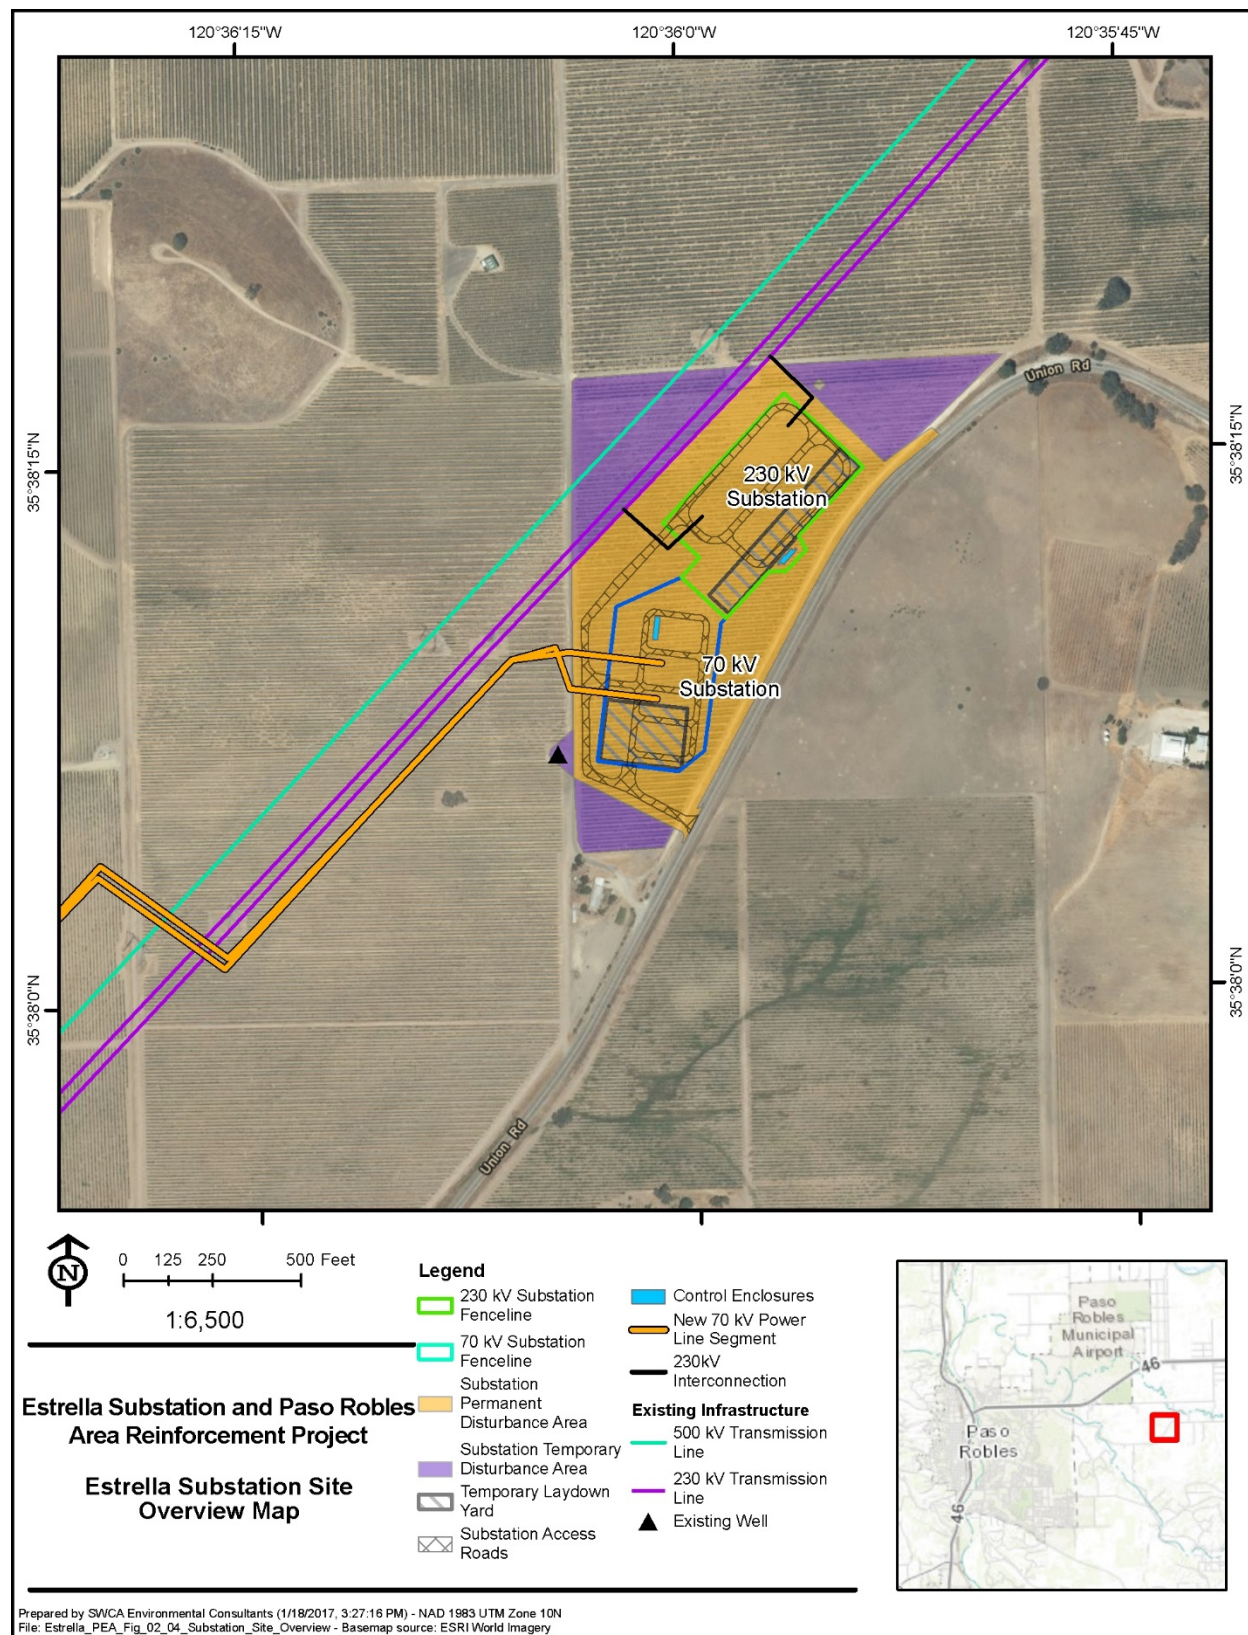 120°36'15"W
120°36'0"W
120°35'45"W
Union Rd
35°38'15"N
35°38'15"N
230 kV
Substation
70 kV
Substation
35°38'0"N
35°38'0"N
Union Rd
N
0 125 250 500 Feet
1:6,500
Estrella Substation and Paso Robles
Area Reinforcement Project
Estrella Substation Site
Overview Map
Legend
230 kV Substation
Fenceline
70 kV Substation
Fenceline
Substation
Permanent
Disturbance Area
Substation Temporary
Disturbance Area
Temporary Laydown
Yard
Substation Access
Roads
Control Enclosures
New 70 kV Power
Line Segment
230kV
Interconnection
Existing Infrastructure
500 kV Transmission
Line
230 kV Transmission
Line
Existing Well
Paso
Robles
Municipal
Airport
46
Paso
Robles
46
Prepared by SWCA Environmental Consultants (1/18/2017, 3:27:16 PM) - NAD 1983 UTM Zone 10N
File: Estrella_PEA_Fig_02_04_Substation_Site_Overview - Basemap source: ESRI World Imagery